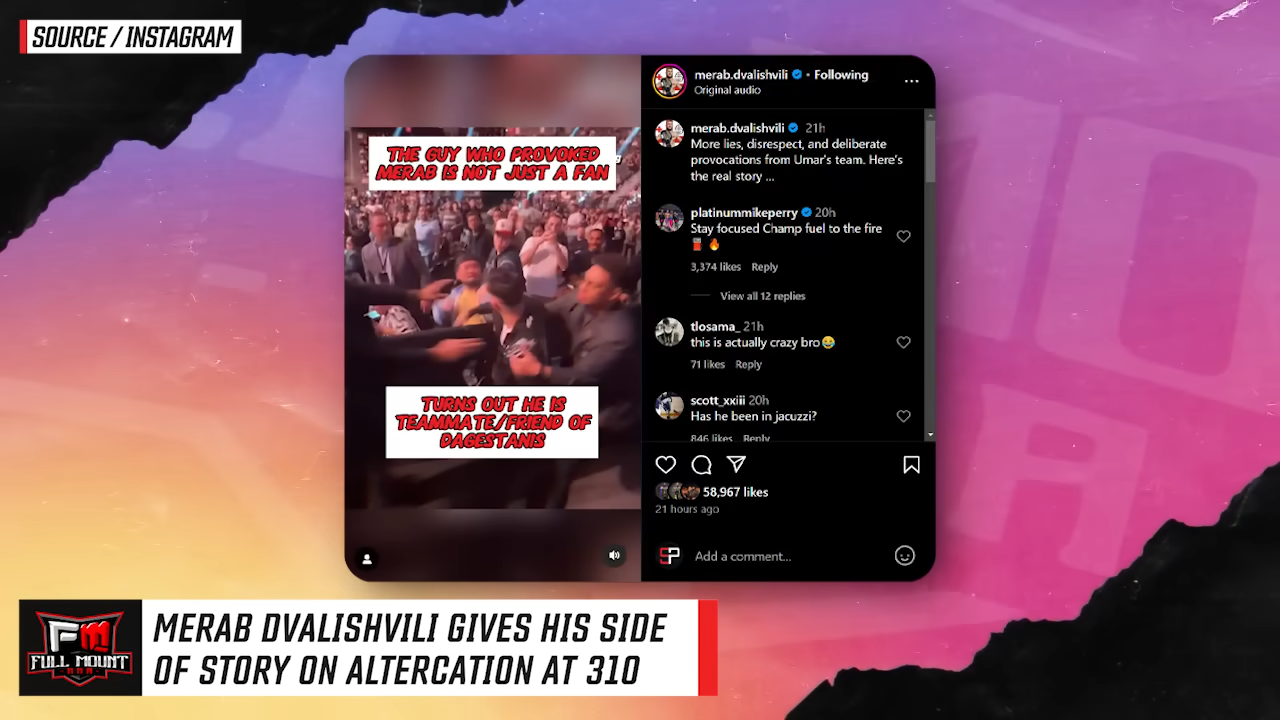 SOURCE / INSTAGRAM
THE GUY WHO PROVOKED
MERAB IS NOT JUST A FAN
TURNS OUT HE IS
TEAMMATE/FRIEND OF
DAGESTANIS
merab.dvalishvili • Following
Original audio
merab.dvalishvili 21h
More lies, disrespect, and deliberate
provocations from Umar's team. Here's
the real story ...
platinummikeperry 20h
Stay focused Champ fuel to the fire
⛽🔥
3,374 likes Reply
View all 12 replies
tlosama_ 21h
this is actually crazy bro😂
71 likes Reply
scott_xxiii 20h
Has he been in jacuzzi?
846 likes Reply
58,967 likes
21 hours ago
SP
Add a comment...
FM
FULL MOUNT
MMA
MERAB DVALISHVILI GIVES HIS SIDE
OF STORY ON ALTERCATION AT 310